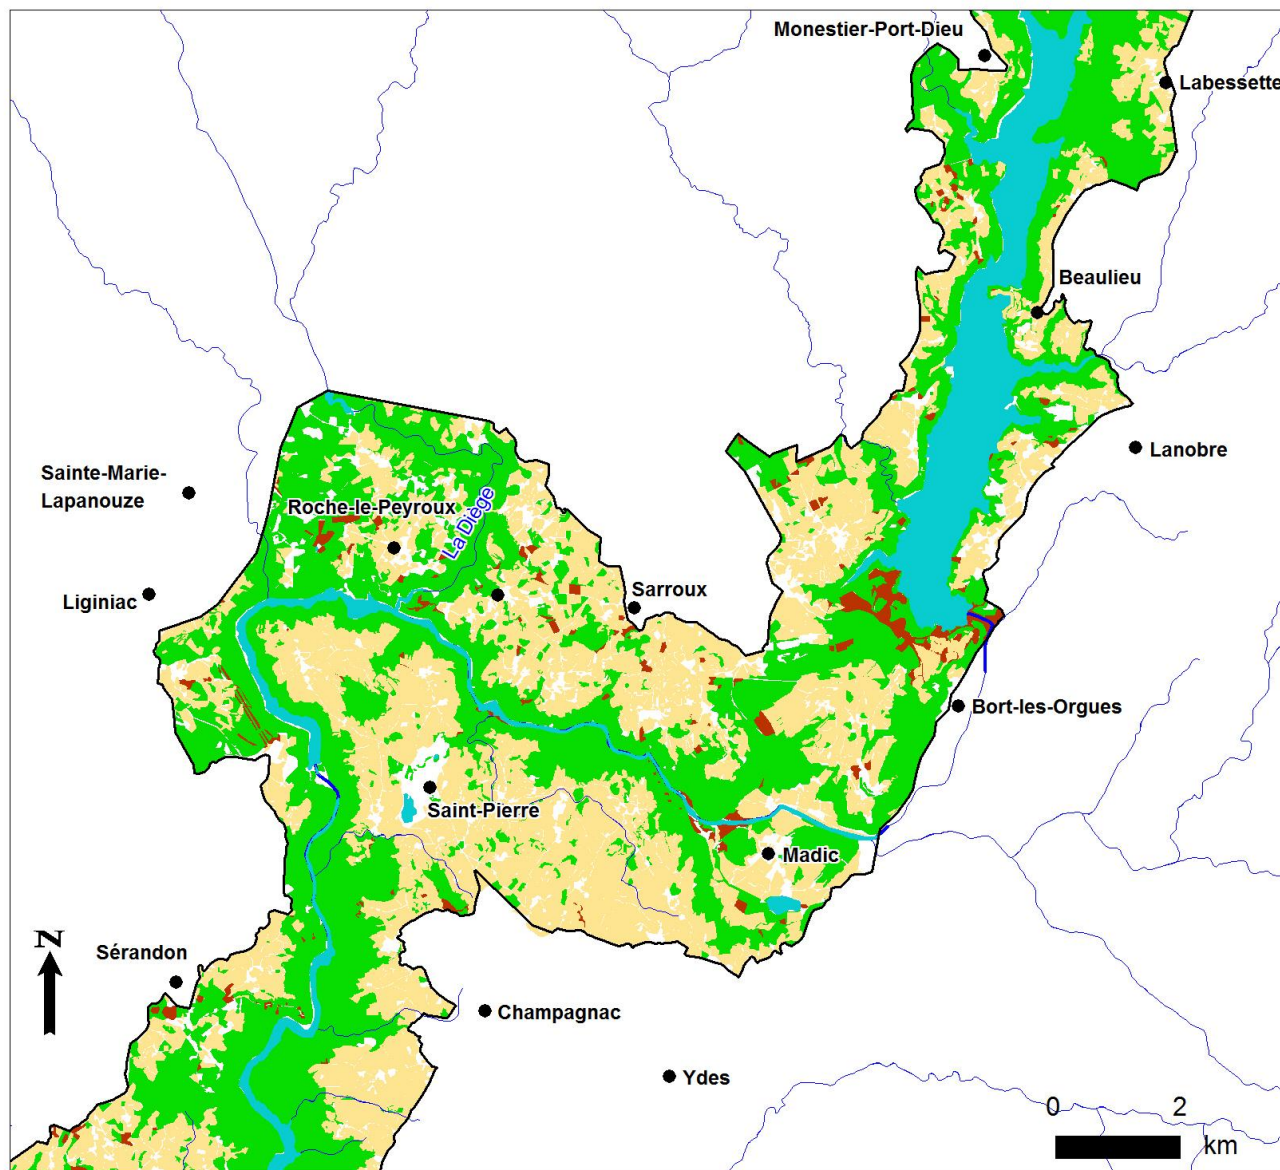 Monestier-Port-Dieu
Labessette
Beaulieu
Lanobre
Sainte-Marie-
Lapanouze
Roche-le-Peyroux
La Diège
Liginiac
Sarroux
Bort-les-Orgues
Saint-Pierre
Madic
N
Sérandon
Champagnac
Ydes
0 2
km